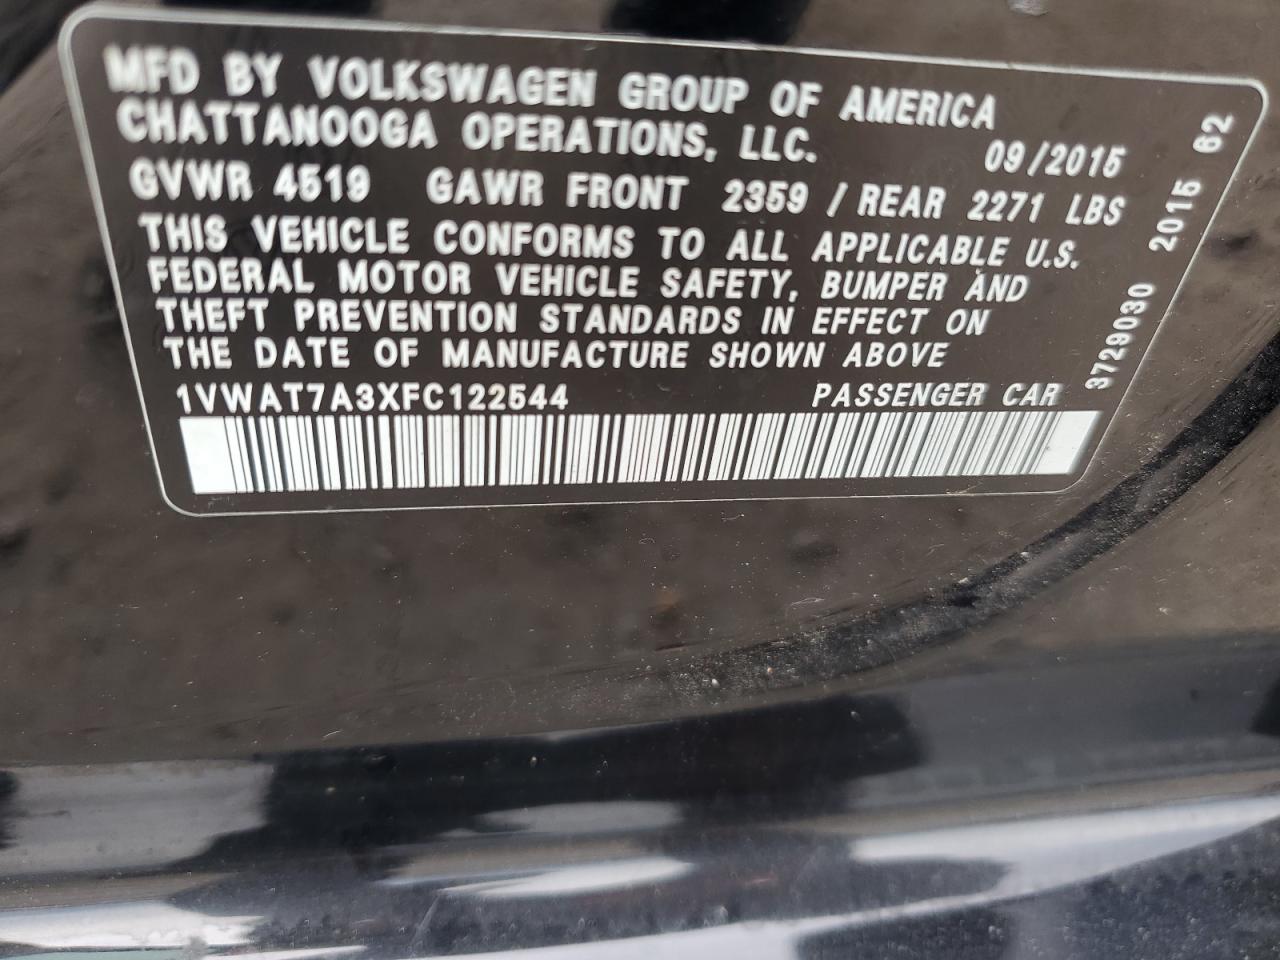 MFD BY VOLKSWAGEN GROUP OF AMERICA
CHATTANOOGA OPERATIONS, LLC. 09/2015
GVWR 4519 GAWR FRONT 2359 / REAR 2271 LBS
THIS VEHICLE CONFORMS TO ALL APPLICABLE U.S.
FEDERAL MOTOR VEHICLE SAFETY, BUMPER AND
THEFT PREVENTION STANDARDS IN EFFECT ON
THE DATE OF MANUFACTURE SHOWN ABOVE
1VWAT7A3XFC122544 PASSENGER CAR
3729030 2015 62